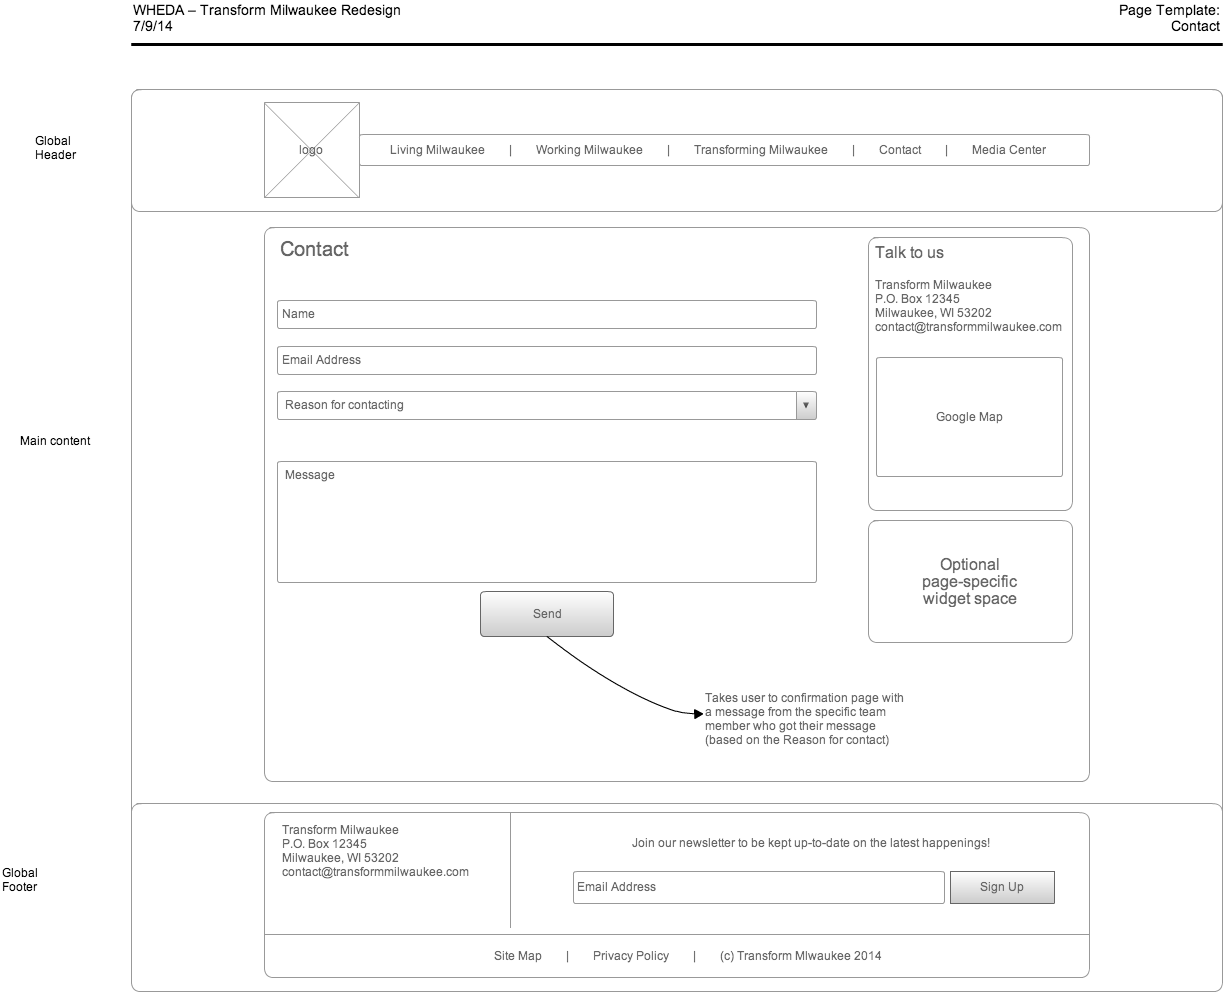 WHEDA – Transform Milwaukee Redesign
7/9/14
Page Template:
Contact
Global
Header
logo
Living Milwaukee | Working Milwaukee | Transforming Milwaukee | Contact | Media Center
Main content
Contact
Name
Email Address
Reason for contacting
Message
Send
Takes user to confirmation page with
a message from the specific team
member who got their message
(based on the Reason for contact)
Talk to us
Transform Milwaukee
P.O. Box 12345
Milwaukee, WI 53202
contact@transformmilwaukee.com
Google Map
Optional
page-specific
widget space
Global
Footer
Transform Milwaukee
P.O. Box 12345
Milwaukee, WI 53202
contact@transformmilwaukee.com
Join our newsletter to be kept up-to-date on the latest happenings!
Email Address
Sign Up
Site Map | Privacy Policy | (c) Transform MIwaukee 2014